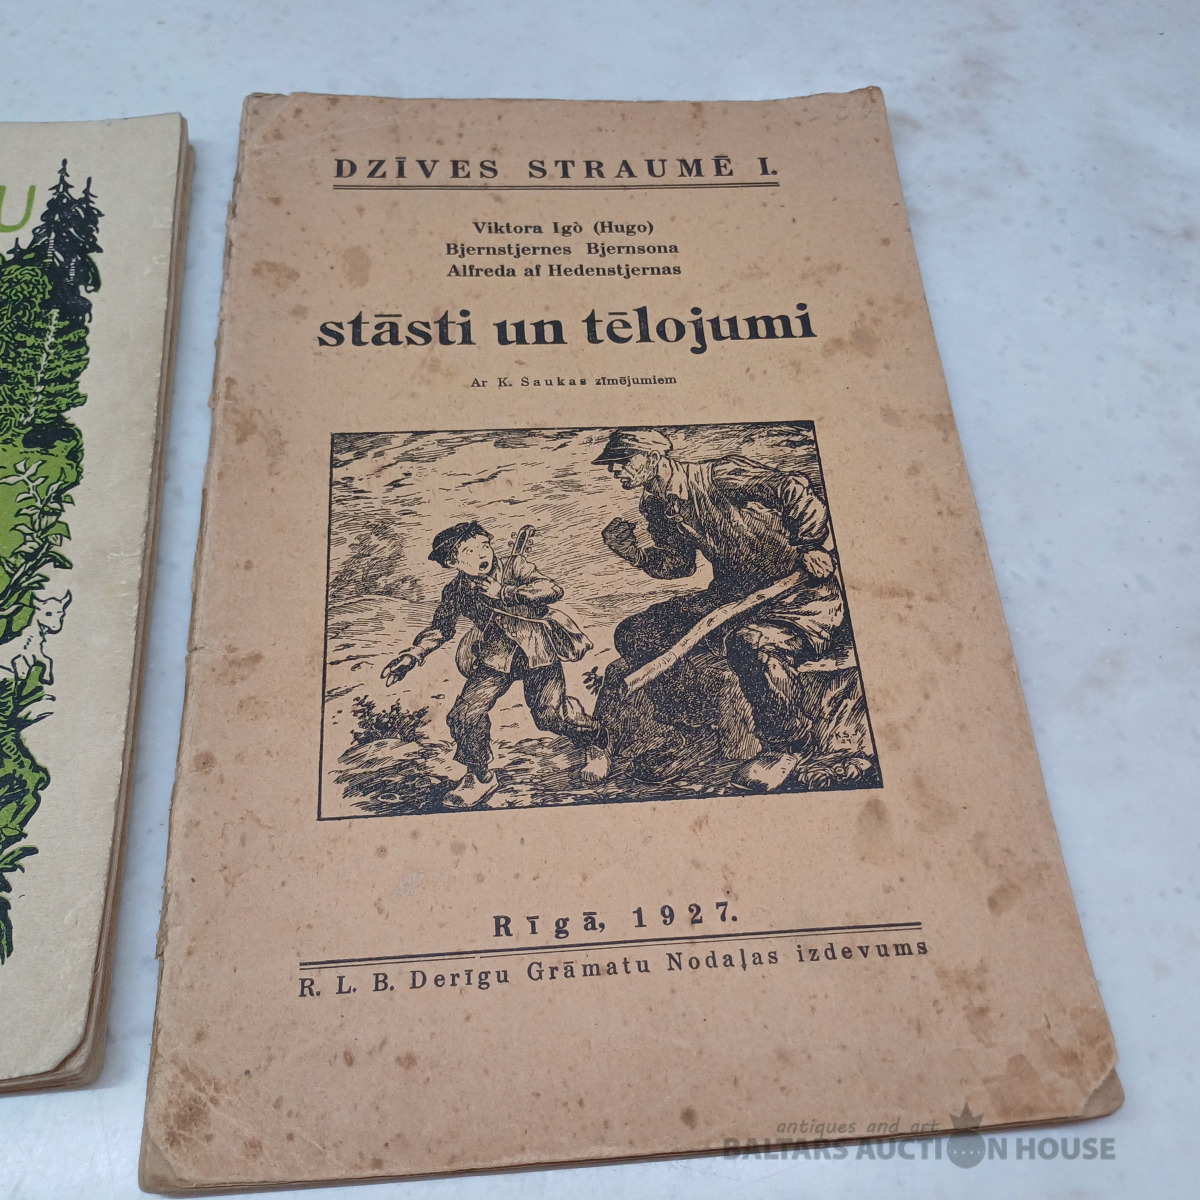 U
DZĪVES STRAUMĒ I.
Viktora Igò (Hugo)
Bjernstjernes Bjernsona
Alfreda af Hedenstjernas
stāsti un tēlojumi
Ar K. Saukas zīmējumiem
K.S.
Rīgā, 1927.
R. L. B. Derīgu Grāmatu Nodaļas izdevums
antiques and art
BALTARS AUCTION HOUSE